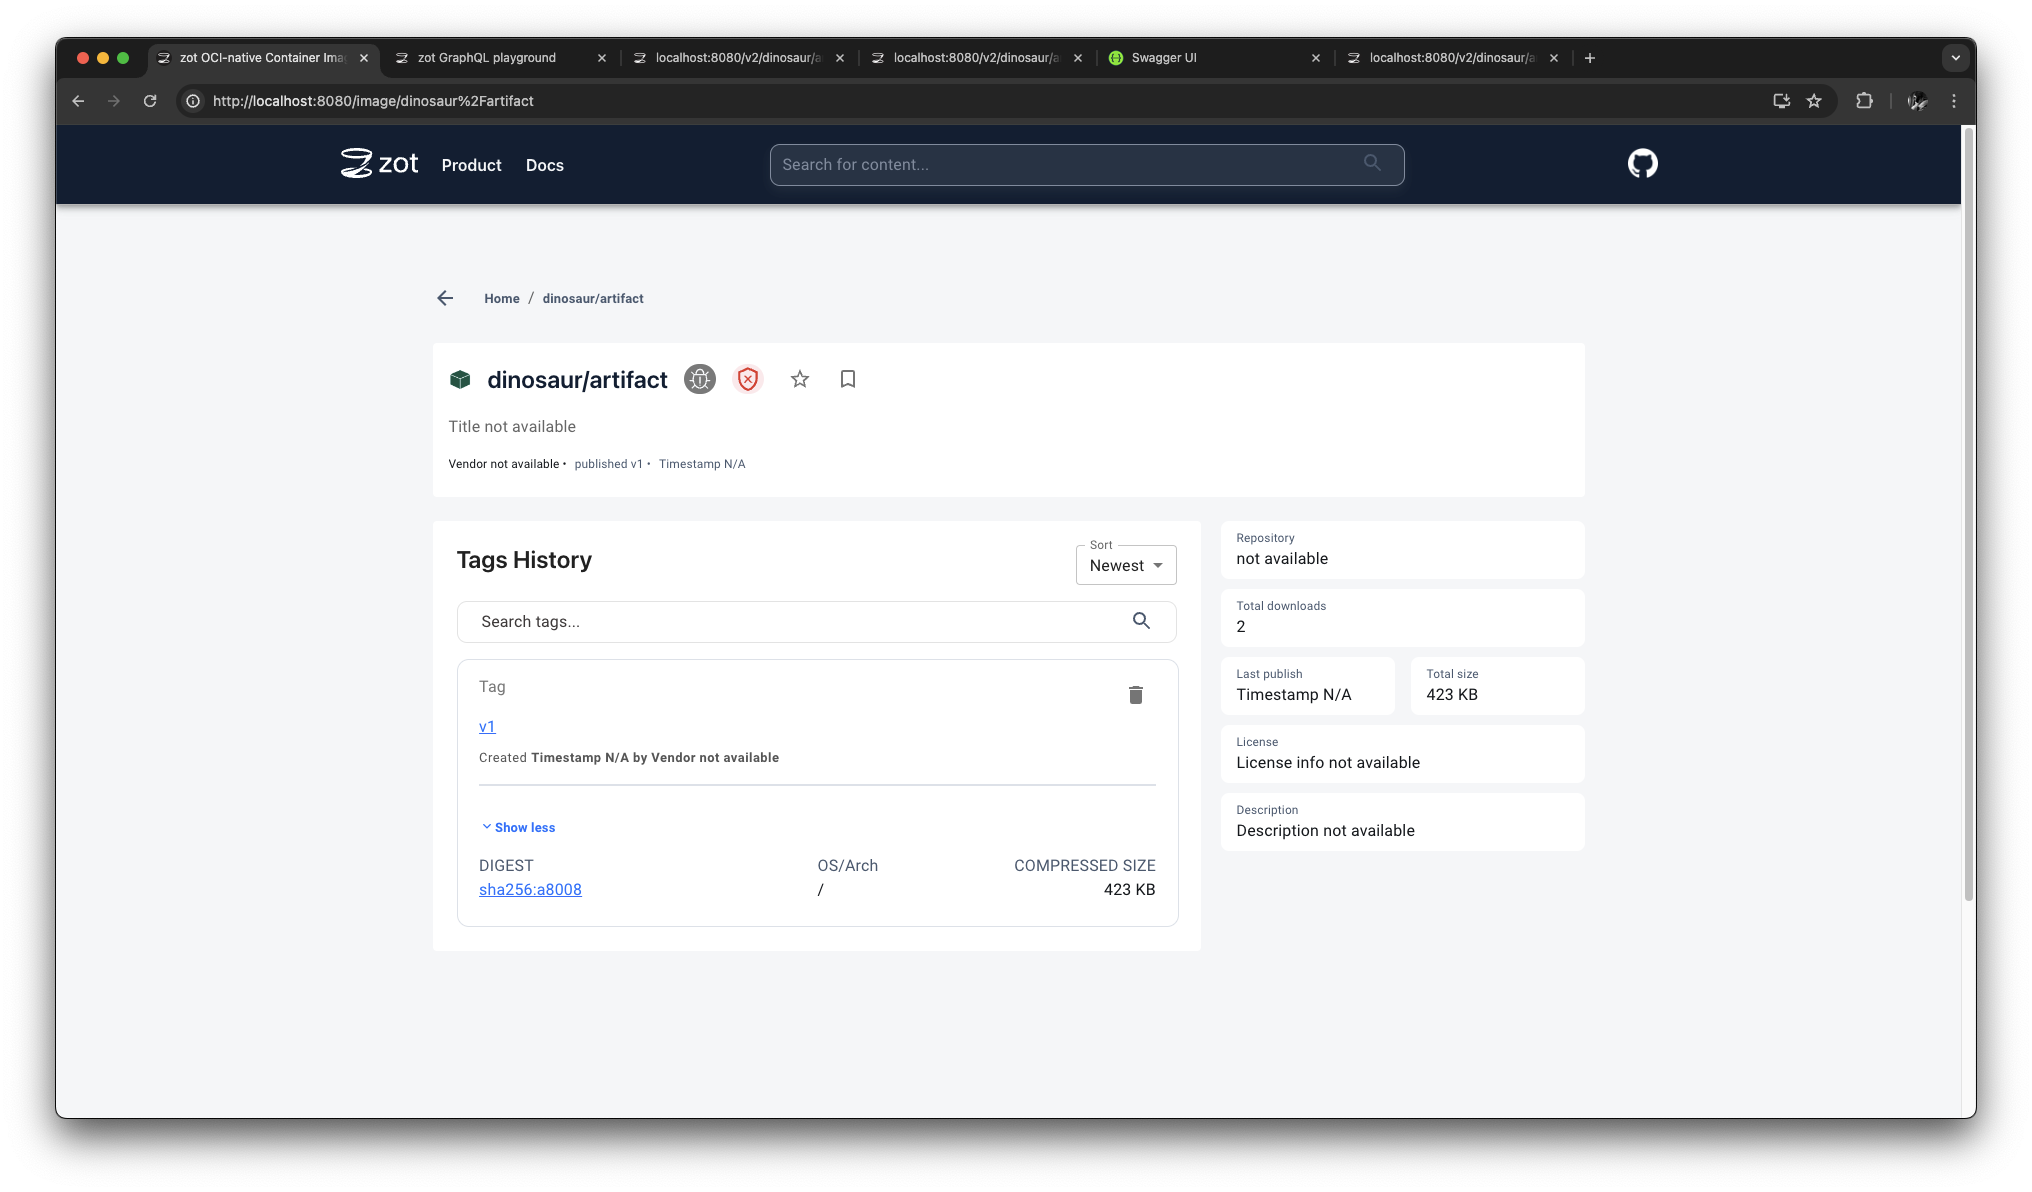 zot OCI-native Container Ima
zot GraphQL playground
localhost:8080/v2/dinosaur/a
localhost:8080/v2/dinosaur/a
Swagger UI
localhost:8080/v2/dinosaur/a
http://localhost:8080/image/dinosaur%2Fartifact
zot
Product
Docs
Search for content...
Home / dinosaur/artifact
dinosaur/artifact
Title not available
Vendor not available • published v1 • Timestamp N/A
Tags History
Sort
Newest
Search tags...
Tag
v1
Created Timestamp N/A by Vendor not available
Show less
DIGEST OS/Arch COMPRESSED SIZE
sha256:a8008 / 423 KB
Repository
not available
Total downloads
2
Last publish
Timestamp N/A
Total size
423 KB
License
License info not available
Description
Description not available